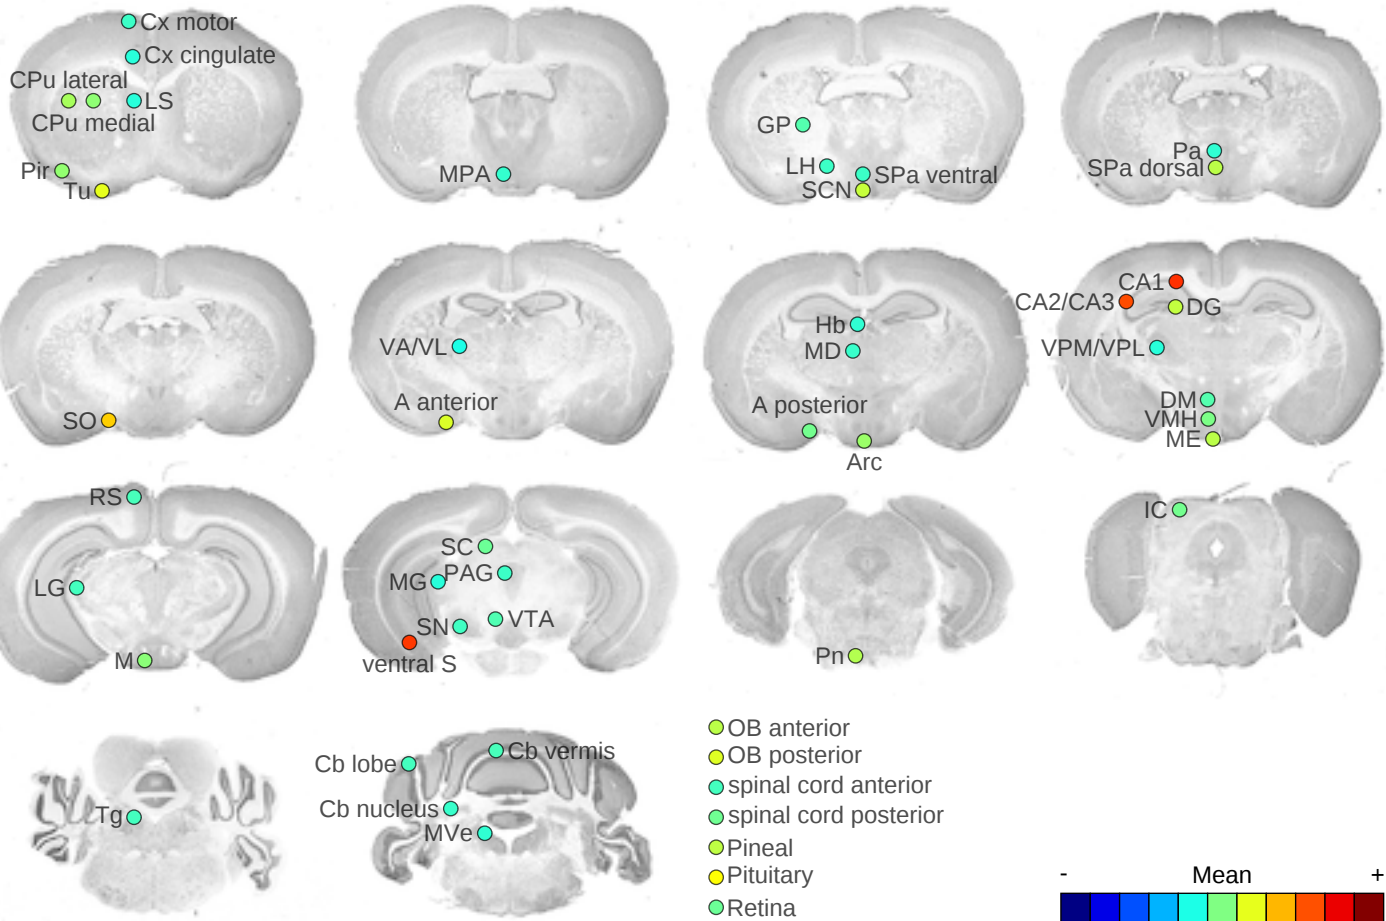 Cx motor
Cx cingulate
CPu lateral
LS
CPu medial
Pir
Tu
MPA
GP
LH
SPa ventral
SCN
Pa
SPa dorsal
SO
VA/VL
A anterior
Hb
MD
A posterior
Arc
CA1
CA2/CA3
DG
VPM/VPL
DM
VMH
ME
RS
LG
M
SC
MG
PAG
SN
VTA
ventral S
Pn
IC
Tg
Cb lobe
Cb vermis
Cb nucleus
MVe
OB anterior
OB posterior
spinal cord anterior
spinal cord posterior
Pineal
Pituitary
Retina
- Mean +